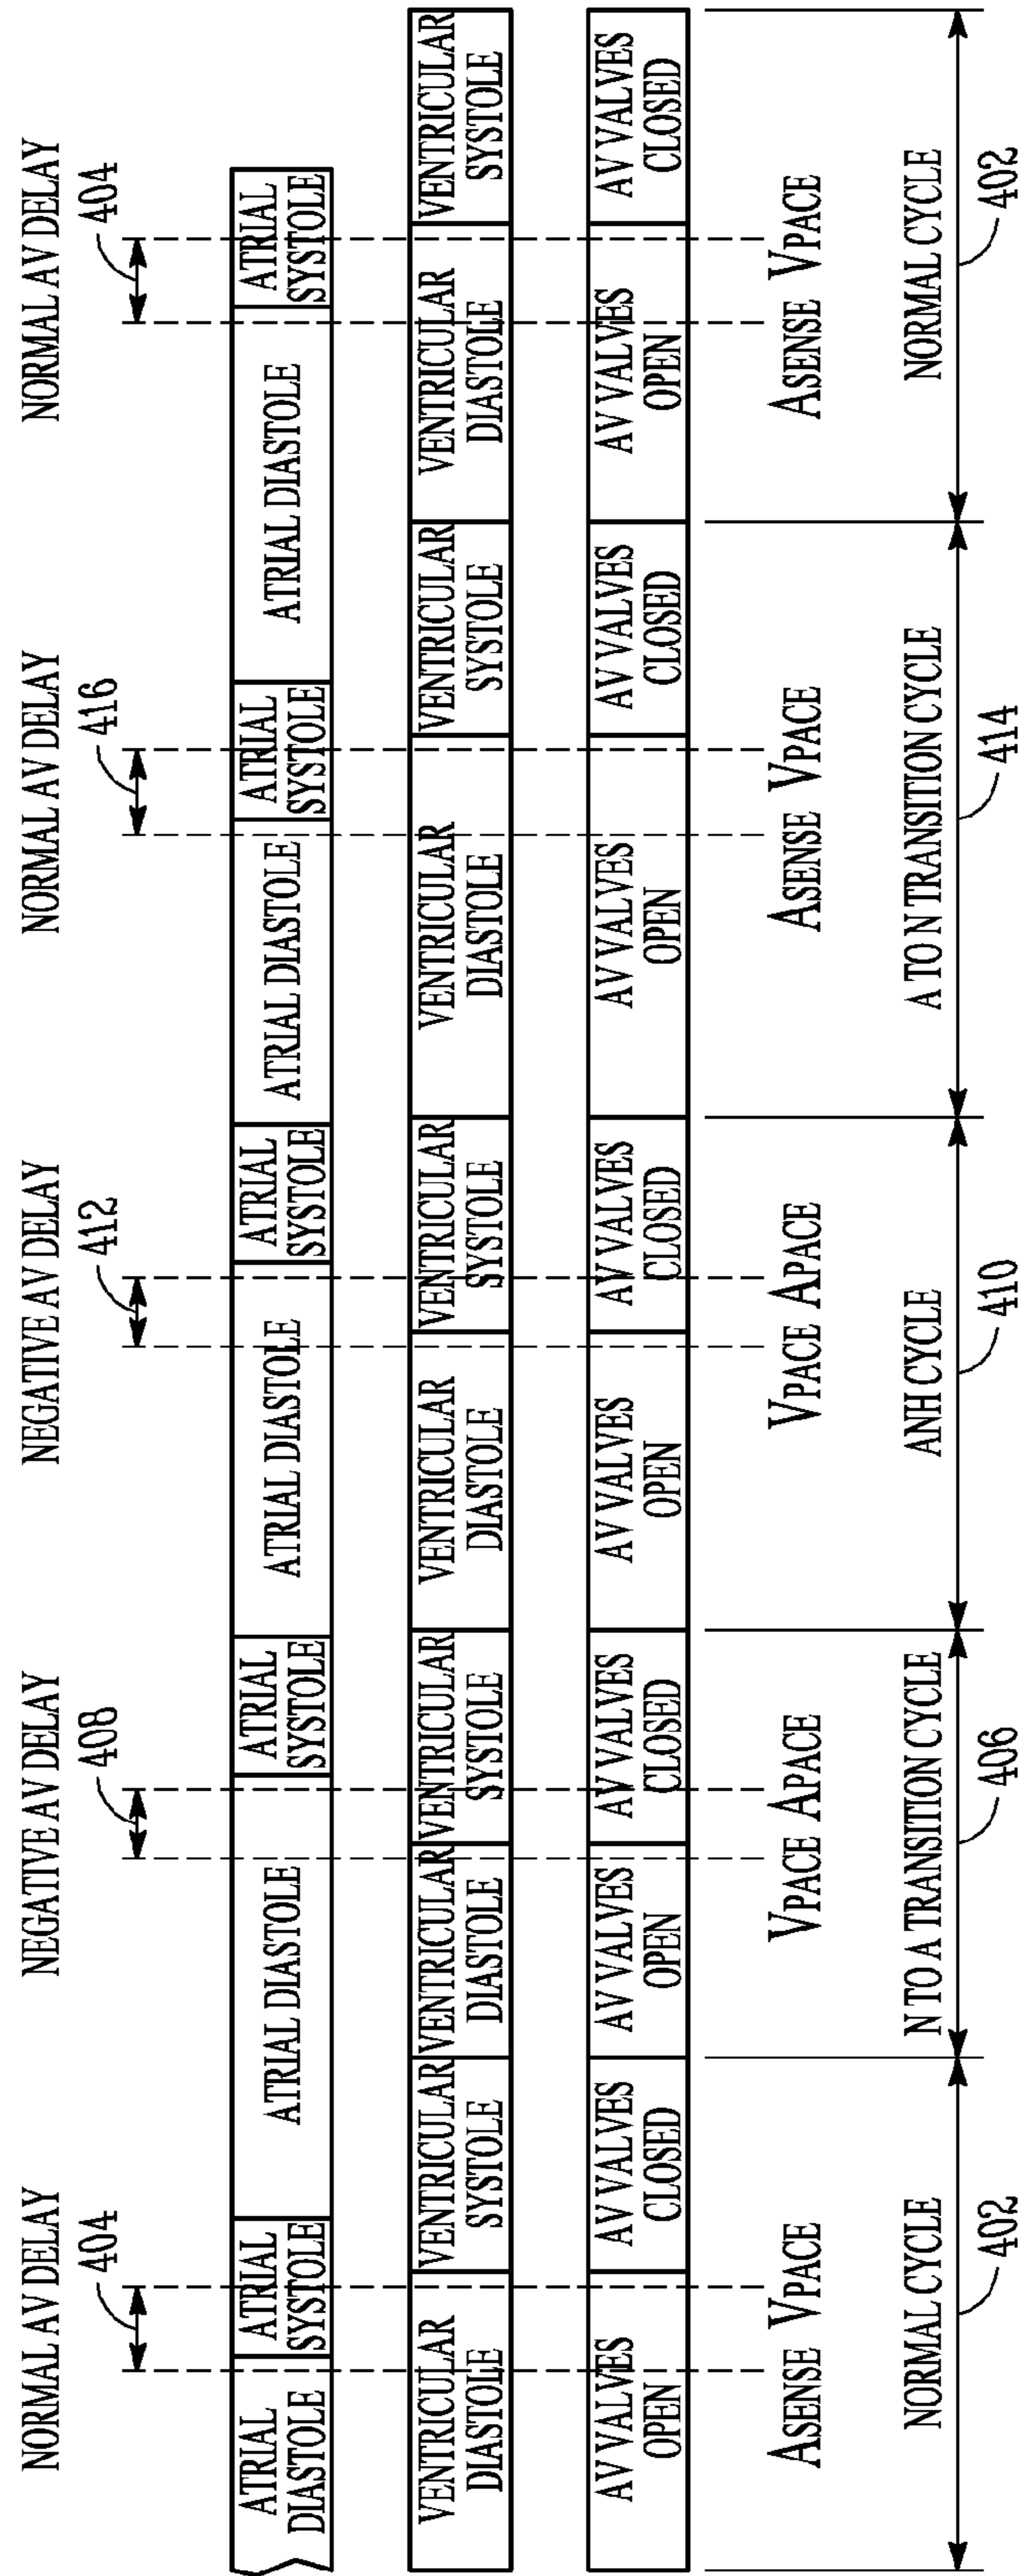 NORMAL AV DELAY
404
NEGATIVE AV DELAY
408
NEGATIVE AV DELAY
412
NORMAL AV DELAY
416
NORMAL AV DELAY
404
ATRIAL
DIASTOLE
ATRIAL
SYSTOLE
ATRIAL DIASTOLE
ATRIAL
SYSTOLE
ATRIAL DIASTOLE
ATRIAL
SYSTOLE
ATRIAL DIASTOLE
ATRIAL
SYSTOLE
ATRIAL DIASTOLE
ATRIAL
SYSTOLE
VENTRICULAR
DIASTOLE
VENTRICULAR
SYSTOLE
VENTRICULAR
DIASTOLE
VENTRICULAR
SYSTOLE
VENTRICULAR
DIASTOLE
VENTRICULAR
SYSTOLE
VENTRICULAR
DIASTOLE
VENTRICULAR
SYSTOLE
VENTRICULAR
DIASTOLE
VENTRICULAR
SYSTOLE
AV VALVES
OPEN
AV VALVES
CLOSED
AV VALVES
OPEN
AV VALVES
CLOSED
AV VALVES
OPEN
AV VALVES
CLOSED
AV VALVES
OPEN
AV VALVES
CLOSED
AV VALVES
OPEN
AV VALVES
CLOSED
ASENSE VPACE
VPACE APACE
VPACE APACE
ASENSE VPACE
ASENSE VPACE
NORMAL CYCLE
402
N TO A TRANSITION CYCLE
406
ANH CYCLE
410
A TO N TRANSITION CYCLE
414
NORMAL CYCLE
402